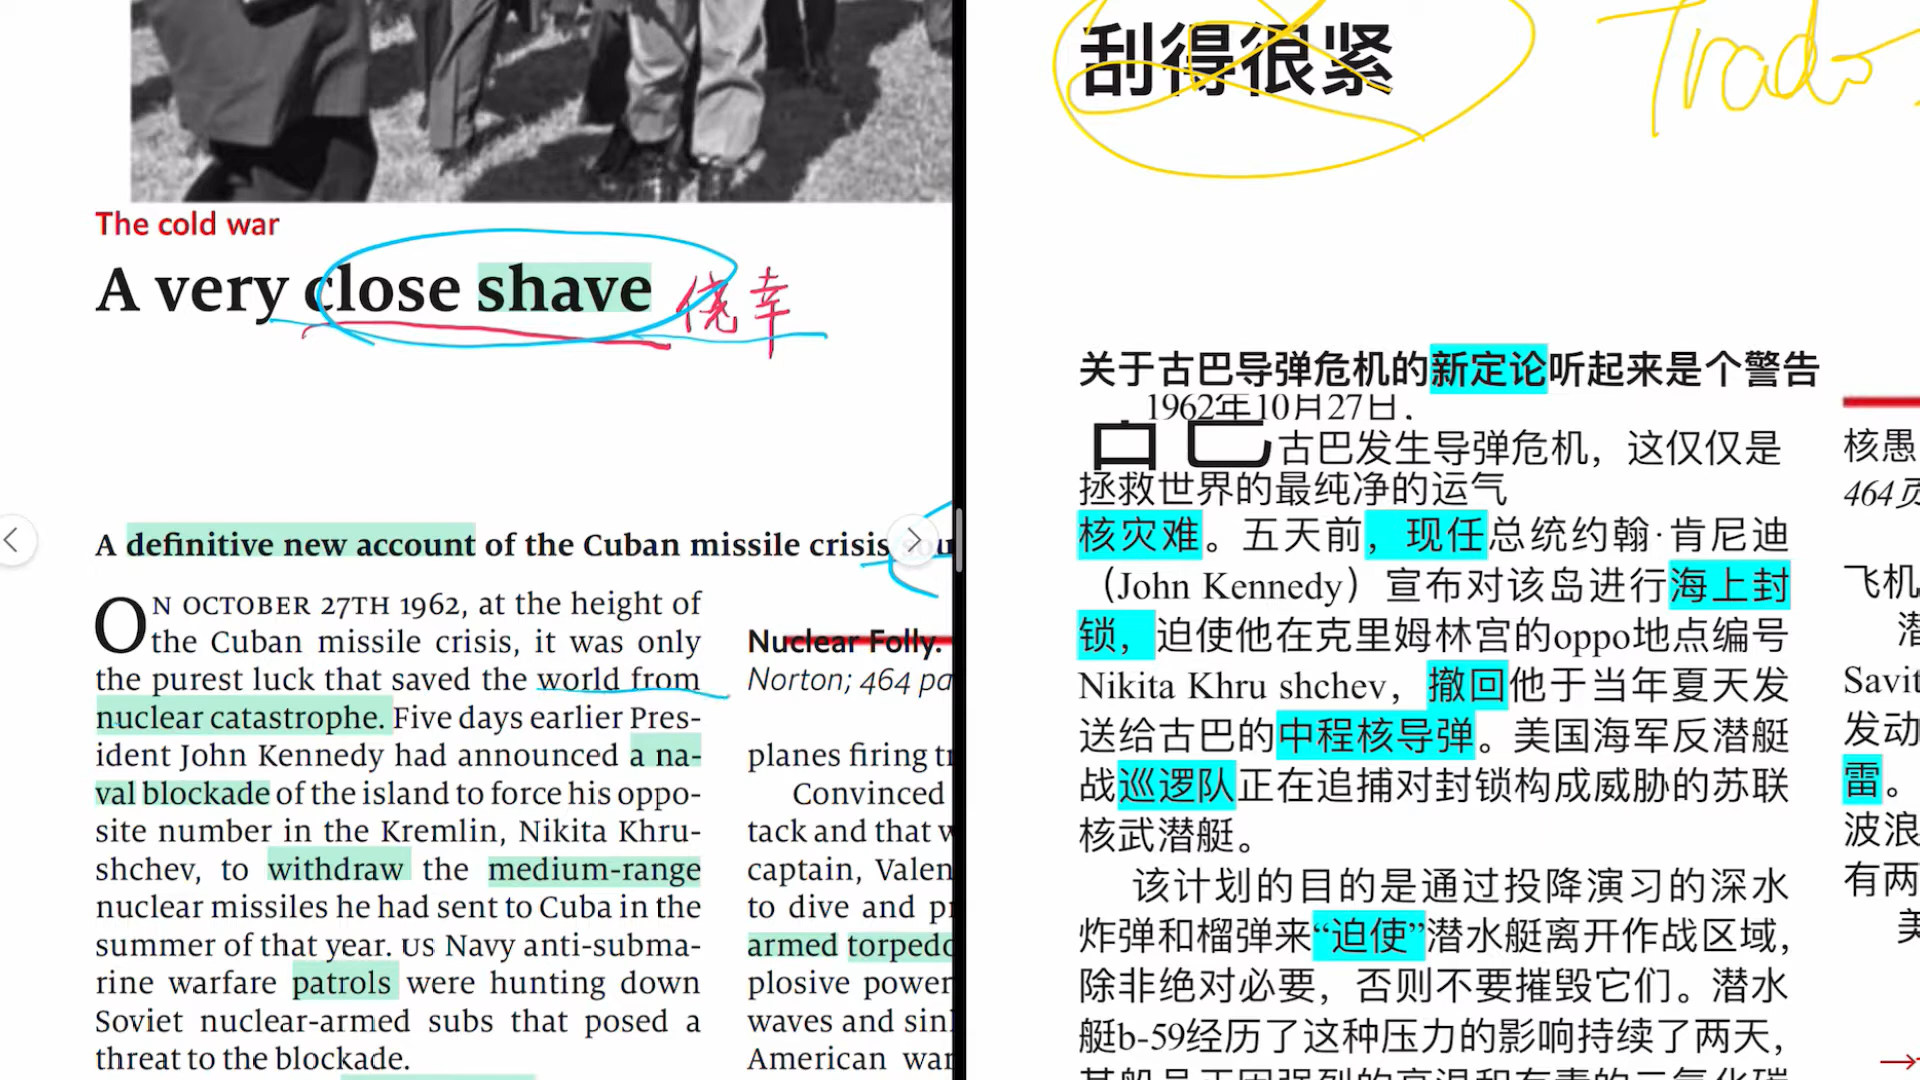 The cold war
A very close shave 侥幸
A definitive new account of the Cuban missile crisis
ON OCTOBER 27TH 1962, at the height of
the Cuban missile crisis, it was only
the purest luck that saved the world from
nuclear catastrophe. Five days earlier Pres-
ident John Kennedy had announced a na-
val blockade of the island to force his oppo-
site number in the Kremlin, Nikita Khru-
shchev, to withdraw the medium-range
nuclear missiles he had sent to Cuba in the
summer of that year. US Navy anti-subma-
rine warfare patrols were hunting down
Soviet nuclear-armed subs that posed a
threat to the blockade.
Nuclear Folly.
Norton; 464 pa
planes firing tr
Convinced
tack and that w
captain, Valen
to dive and pr
armed torpedo
plosive power
waves and sinl
American war
刮得很紧
Trados
关于古巴导弹危机的新定论听起来是个警告
1962年10月27日,
古巴 古巴发生导弹危机，这仅仅是
拯救世界的最纯净的运气
核灾难。五天前，现任总统约翰·肯尼迪
（John Kennedy）宣布对该岛进行海上封
锁，迫使他在克里姆林宫的oppo地点编号
Nikita Khru shchev，撤回他于当年夏天发
送给古巴的中程核导弹。美国海军反潜艇
战巡逻队正在追捕对封锁构成威胁的苏联
核武潜艇。
该计划的目的是通过投降演习的深水
炸弹和榴弹来“迫使”潜水艇离开作战区域，
除非绝对必要，否则不要摧毁它们。潜水
艇b-59经历了这种压力的影响持续了两天，
核愚
464页
飞机
潜
Savit
发动
雷。
波浪
有两
美